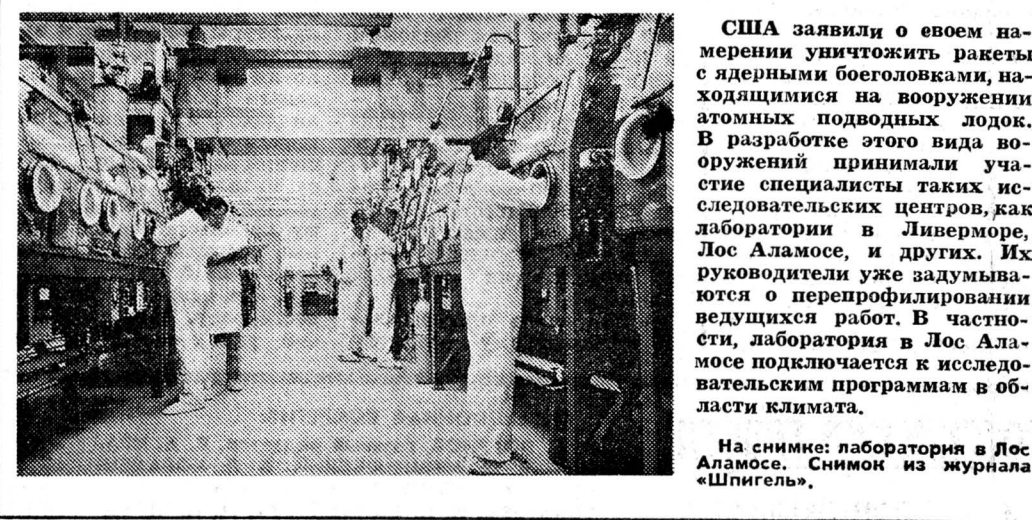 США заявили о евоем на-
мерении уничтожить ракеты
с ядерными боеголовками, на-
ходящимися на вооружении
атомных подводных лодок.
В разработке этого вида во-
оружений принимали уча-
стие специалисты таких ис-
следовательских центров, как
лаборатории в Ливерморе,
Лос Аламосе, и других. Их
руководители уже задумыва-
ются о перепрофилировании
ведущихся работ. В частно-
сти, лаборатория в Лос Ала-
мосе подключается к исследо-
вательским программам в об-
ласти климата.
На снимке: лаборатория в Лос
Аламосе. Снимок из журнала
«Шпигель».